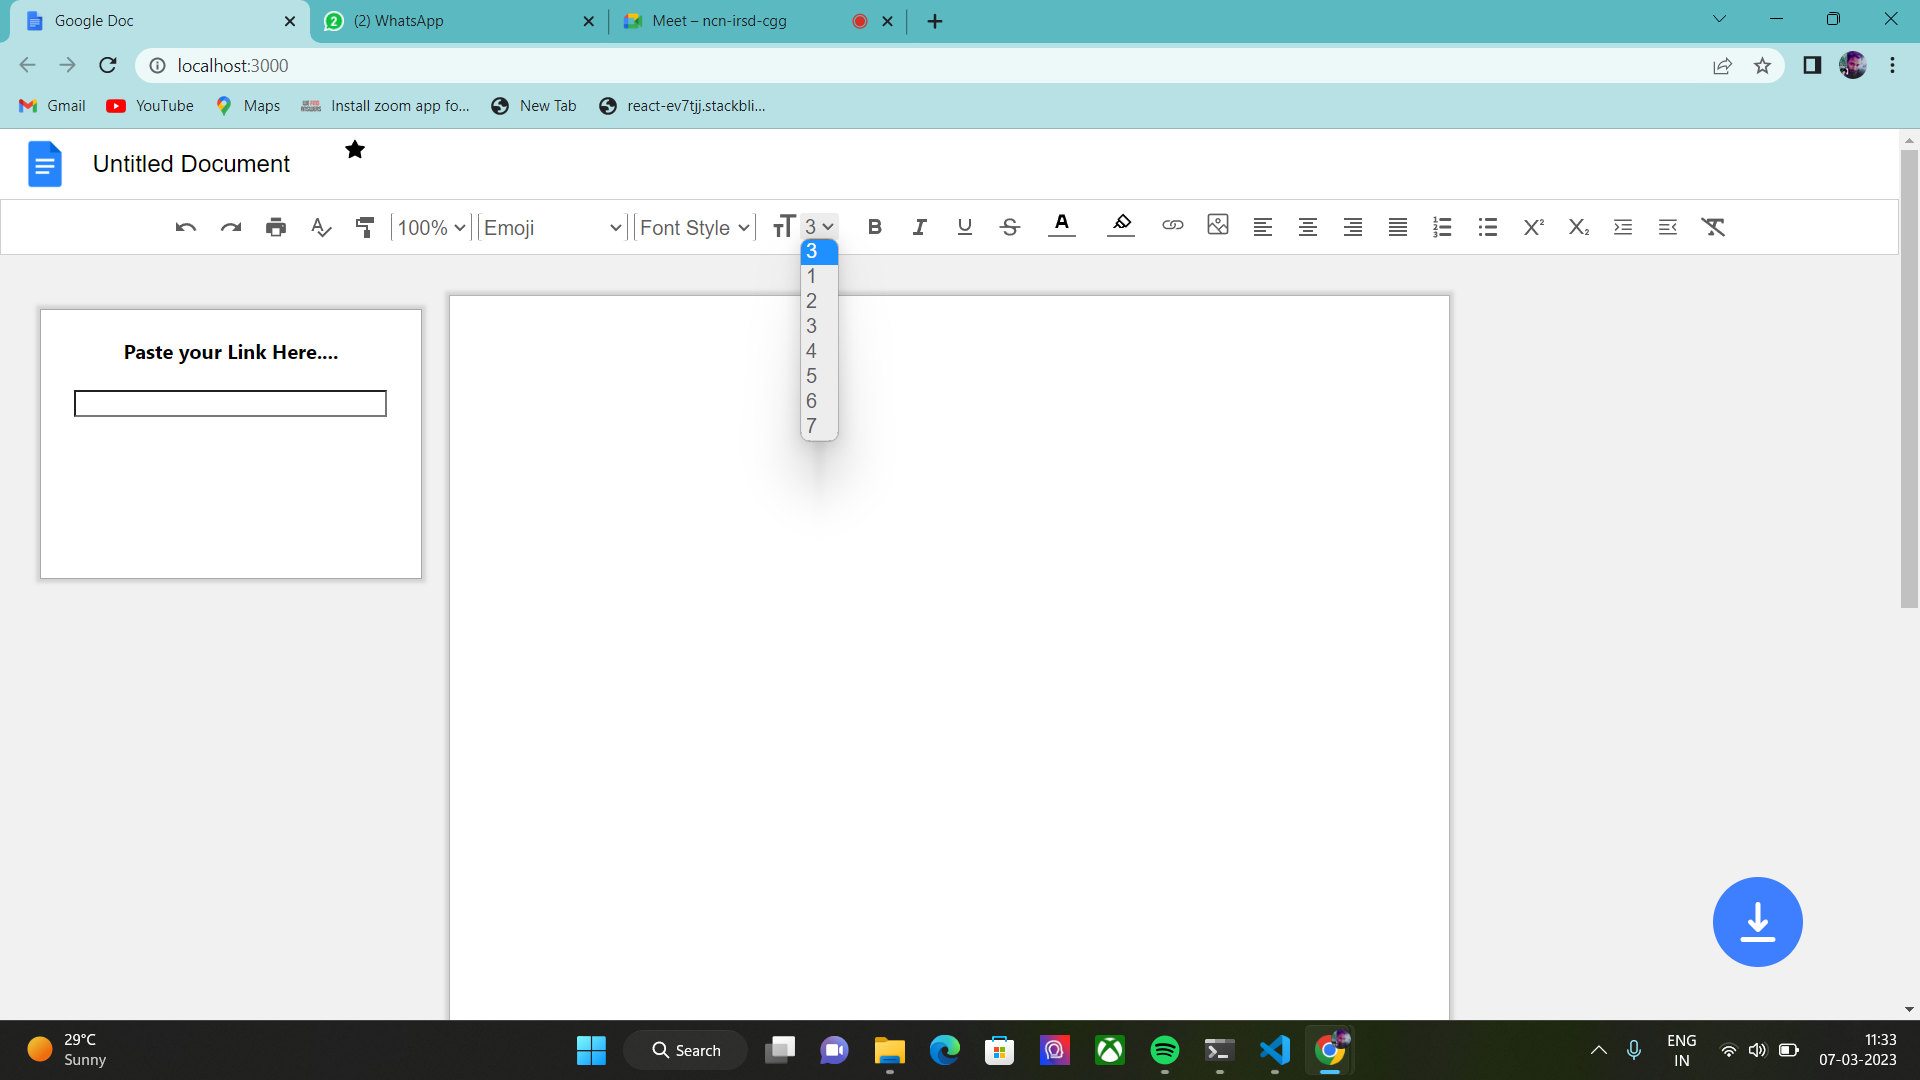 Google Doc
(2) WhatsApp
Meet – ncn-irsd-cgg
localhost:3000
Gmail
YouTube
Maps
Install zoom app fo...
New Tab
react-ev7tjj.stackbli...
Untitled Document
100%
Emoji
Font Style
3
3
1
2
3
4
5
6
7
Paste your Link Here....
29°C
Sunny
Search
ENG
IN
11:33
07-03-2023